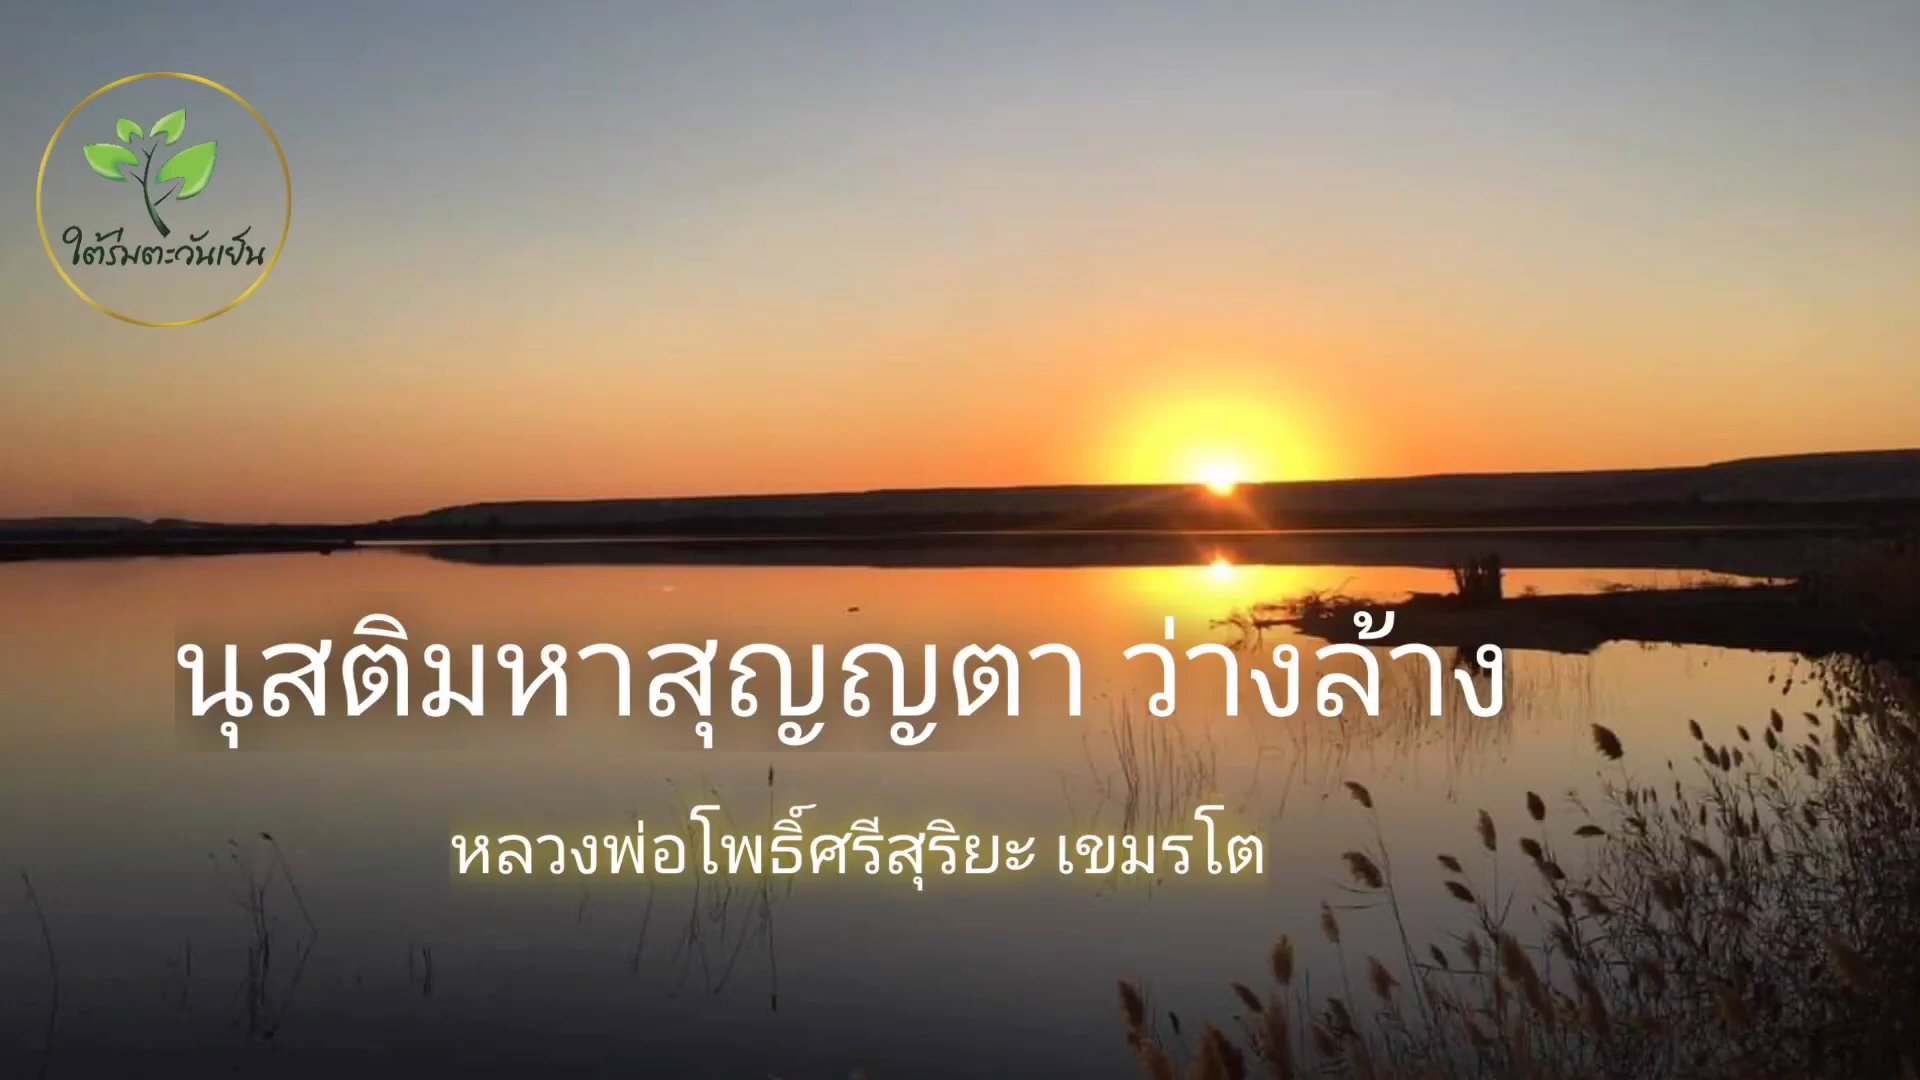 ใต้ร่มตะวันเย็น
นุสติมหาสุญญตา ว่างล้าง
หลวงพ่อโพธิ์ศรีสุริยะ เขมรโต